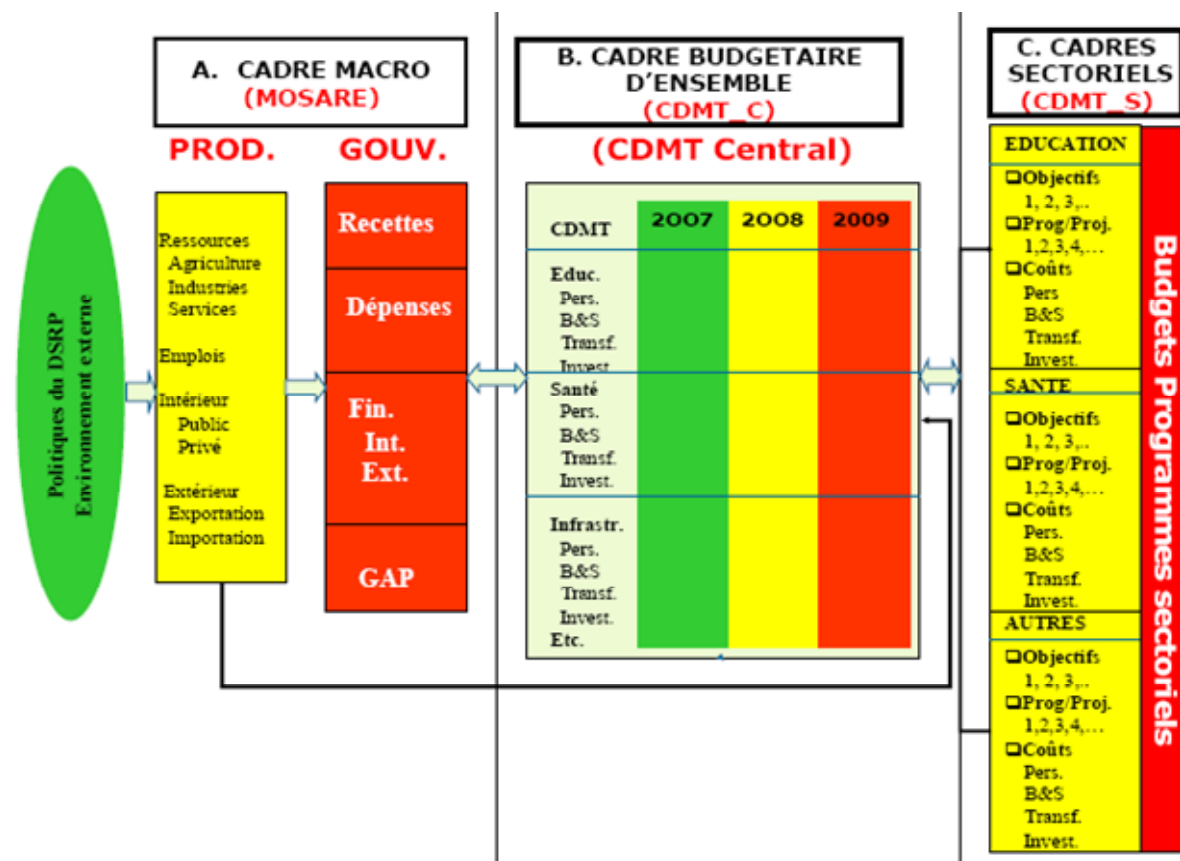 A. CADRE MACRO
(MOSARE)
B. CADRE BUDGETAIRE
D'ENSEMBLE
(CDMT_C)
C. CADRES
SECTORIELS
(CDMT_S)
PROD.
GOUV.
(CDMT Central)
Politiques du DSRP
Environnement externe
Ressources
Agriculture
Industries
Services
Emplois
Intérieur
Public
Privé
Extérieur
Exportation
Importation
Recettes
Dépenses
Fin.
Int.
Ext.
GAP
CDMT 2007 2008 2009
Educ.
Pers.
B&S
Transf.
Invest.
Santé
Pers.
B&S
Transf.
Invest.
Infrastr.
Pers.
B&S
Transf.
Invest.
Etc.
EDUCATION
❑Objectifs
1, 2, 3,..
❑Prog/Proj.
1,2,3,4,…
❑Coûts
Pers
B&S
Transf.
Invest.
SANTE
❑Objectifs
1, 2, 3,..
❑Prog/Proj.
1,2,3,4,…
❑Coûts
Pers.
B&S
Transf.
Invest.
AUTRES
❑Objectifs
1, 2, 3,..
❑Prog/Proj.
1,2,3,4,…
❑Coûts
Pers.
B&S
Transf.
Invest.
Budgets Programmes sectoriels